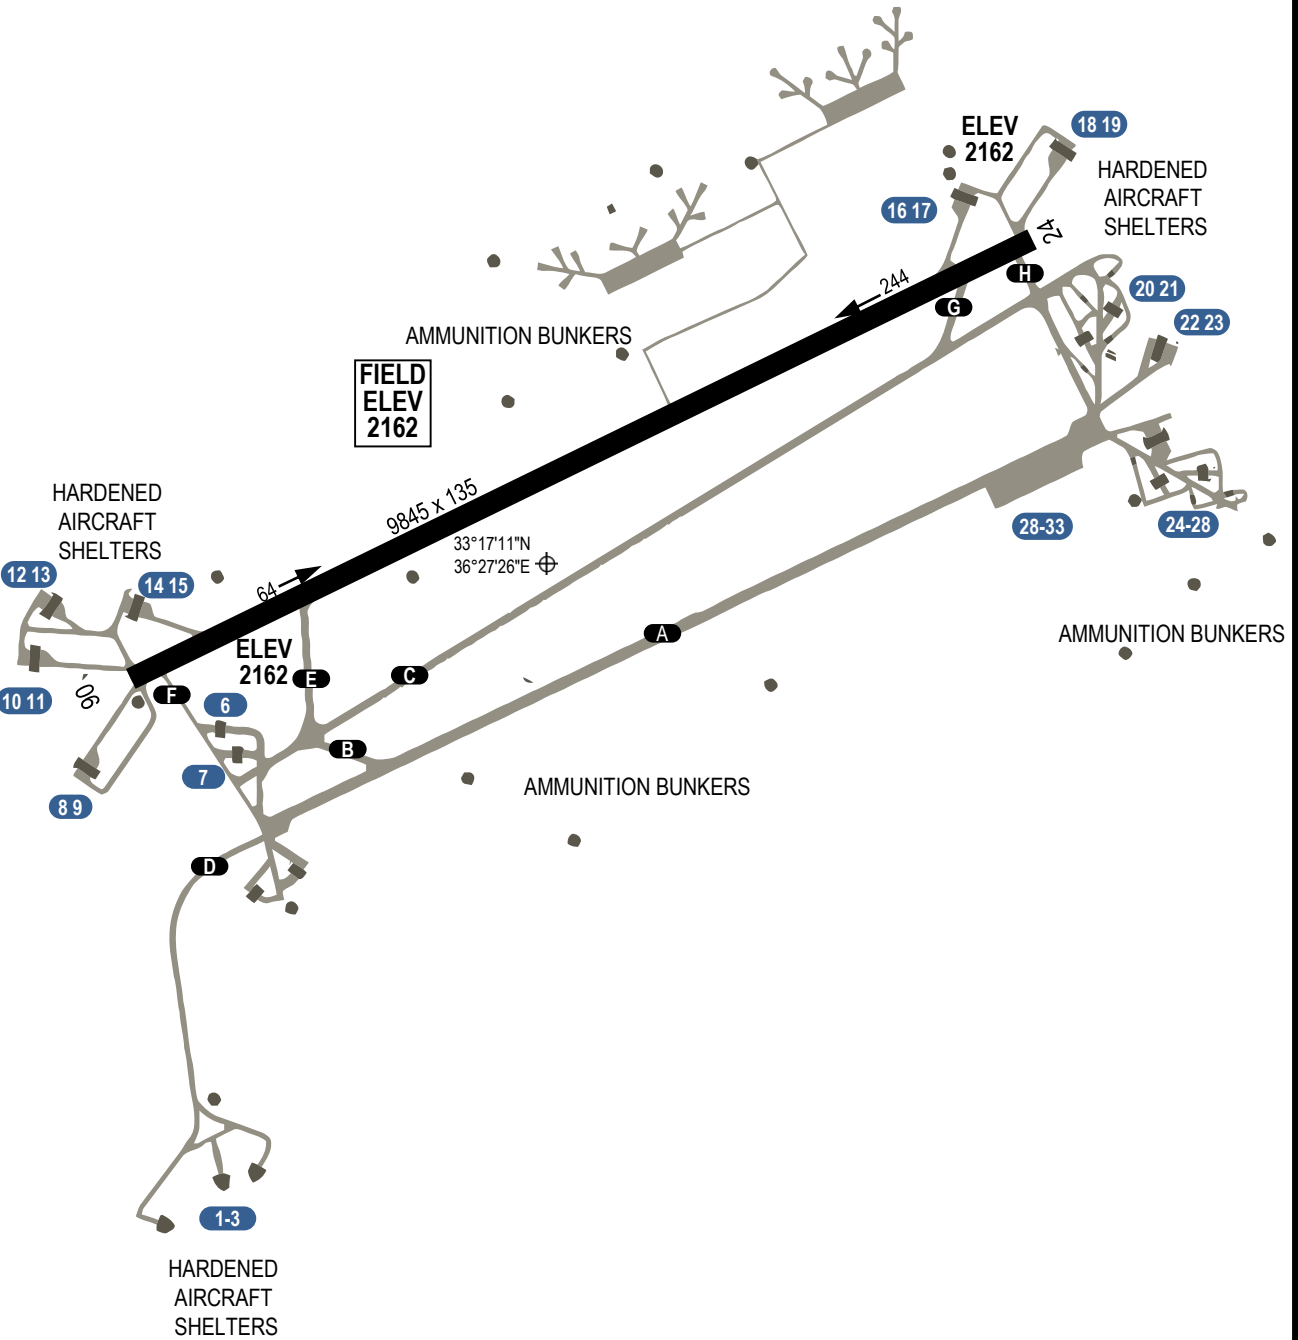 ELEV
2162
18 19
HARDENED
AIRCRAFT
SHELTERS
16 17
24
H
244
G
20 21
22 23
AMMUNITION BUNKERS
FIELD
ELEV
2162
HARDENED
AIRCRAFT
SHELTERS
9845 x 135
33°17'11"N
36°27'26"E
28-33
24-28
12 13
14 15
64
ELEV
2162
A
AMMUNITION BUNKERS
E
C
10 11
06
F
6
B
7
AMMUNITION BUNKERS
8 9
D
1-3
HARDENED
AIRCRAFT
SHELTERS